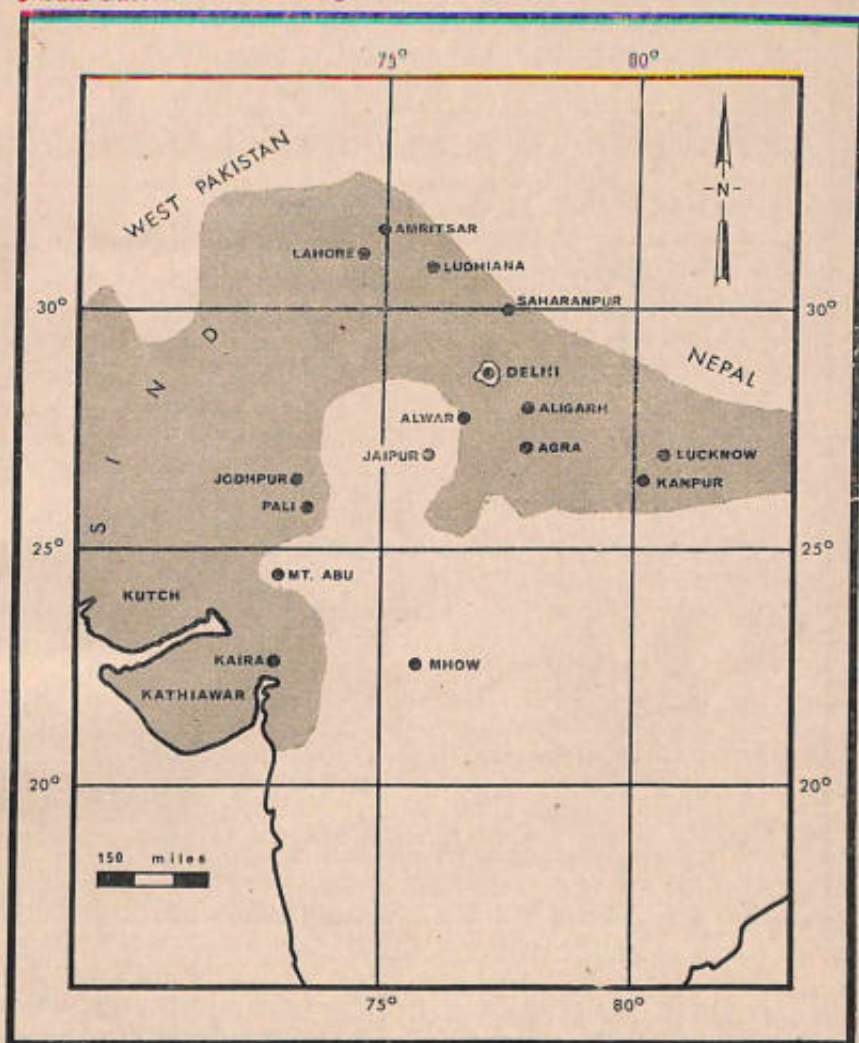 75° 80°
WEST PAKISTAN
-N-
AMRITSAR
LAHORE
LUDHIANA
SAHARANPUR
30° 30°
SIND
NEPAL
DELHI
ALWAR ALIGARH
JAIPUR AGRA LUCKNOW
JODHPUR KANPUR
PALI
25° 25°
MT. ABU
KUTCH
KAIRA MHOW
KATHIAWAR
20° 20°
150 miles
75° 80°